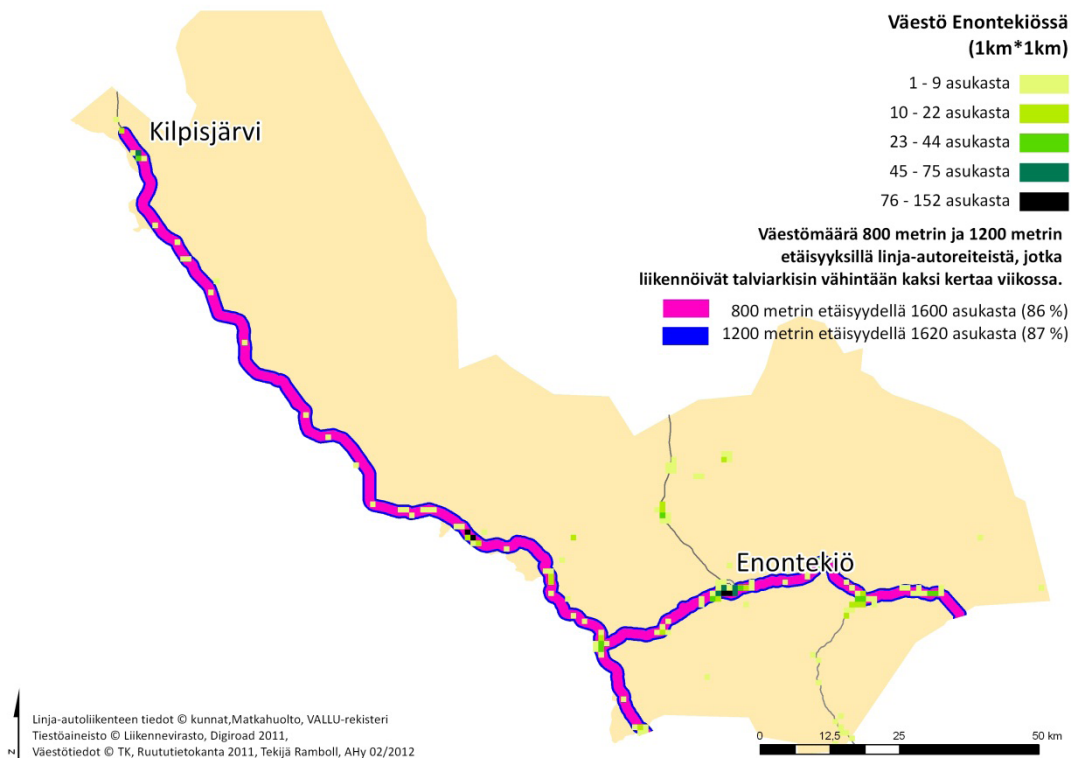 Väestö Enontekiössä
(1km*1km)
1 - 9 asukasta
10 - 22 asukasta
23 - 44 asukasta
45 - 75 asukasta
76 - 152 asukasta
Väestömäärä 800 metrin ja 1200 metrin
etäisyyksillä linja-autoreiteistä, jotka
liikennöivät talviarkisin vähintään kaksi kertaa viikossa.
800 metrin etäisyydellä 1600 asukasta (86 %)
1200 metrin etäisyydellä 1620 asukasta (87 %)
Kilpisjärvi
Enontekiö
N
Linja-autoliikenteen tiedot © kunnat,Matkahuolto, VALLU-rekisteri
Tiestöaineisto © Liikennevirasto, Digiroad 2011,
Väestötiedot © TK, Ruututietokanta 2011, Tekijä Ramboll, AHy 02/2012
0 12,5 25 50 km